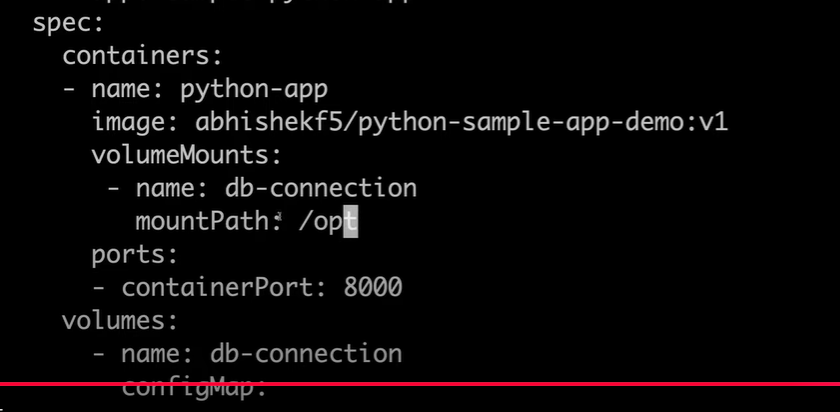 spec:
containers:
- name: python-app
image: abhishekf5/python-sample-app-demo:v1
volumeMounts:
- name: db-connection
mountPath: /opt
ports:
- containerPort: 8000
volumes:
- name: db-connection
configMap: